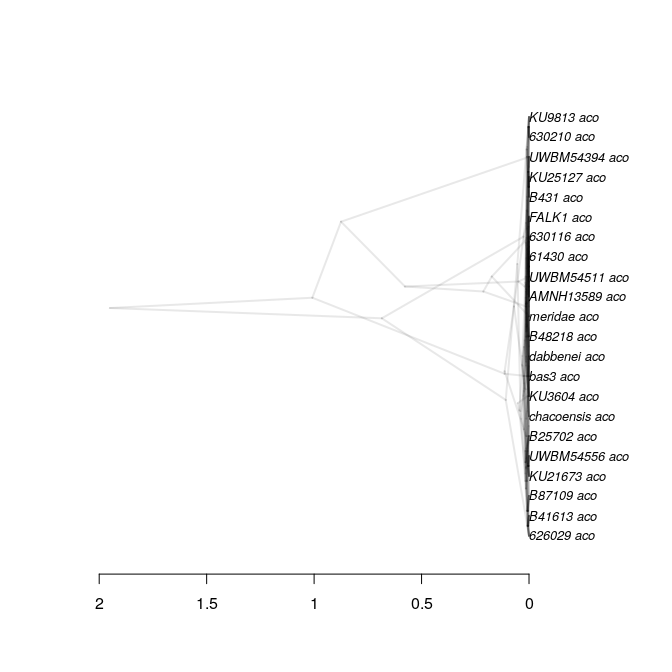 KU9813 aco
630210 aco
UWBM54394 aco
KU25127 aco
B431 aco
FALK1 aco
630116 aco
61430 aco
UWBM54511 aco
AMNH13589 aco
meridae aco
B48218 aco
dabbenei aco
bas3 aco
KU3604 aco
chacoensis aco
B25702 aco
UWBM54556 aco
KU21673 aco
B87109 aco
B41613 aco
626029 aco
2 1.5 1 0.5 0